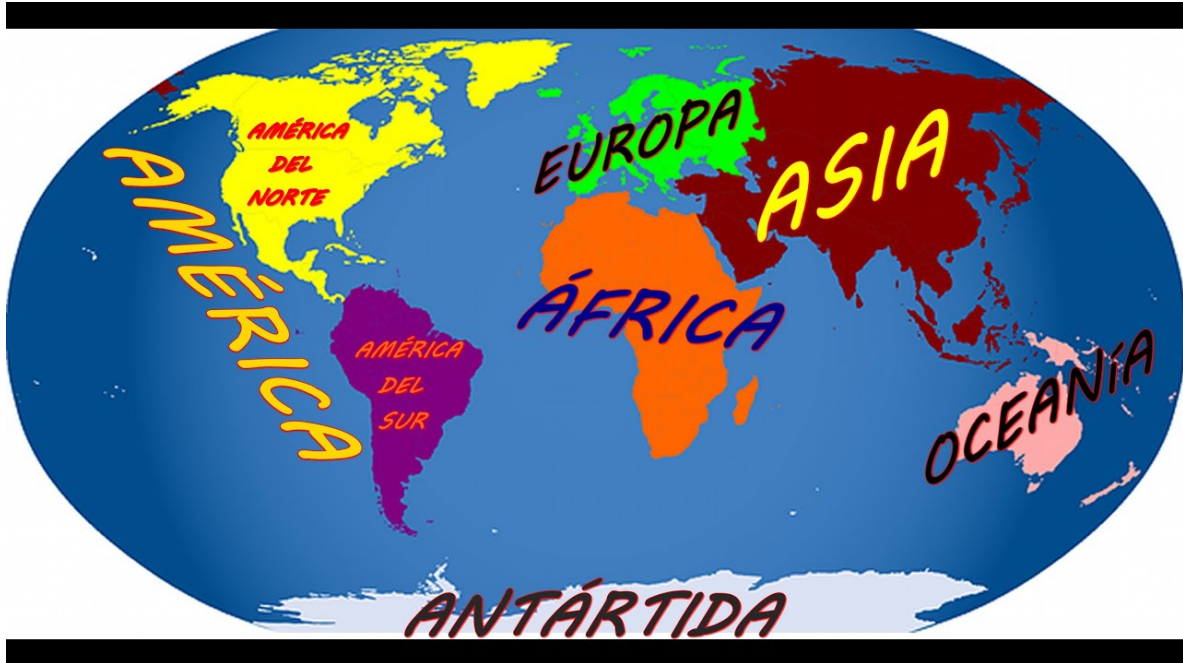 AMÉRICA
DEL
NORTE
AMÉRICA
AMÉRICA
DEL
SUR
EUROPA
ASIA
ÁFRICA
OCEANÍA
ANTÁRTIDA